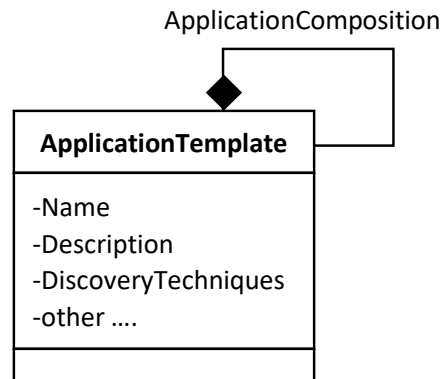 ApplicationComposition
ApplicationTemplate
-Name
-Description
-DiscoveryTechniques
-other ....